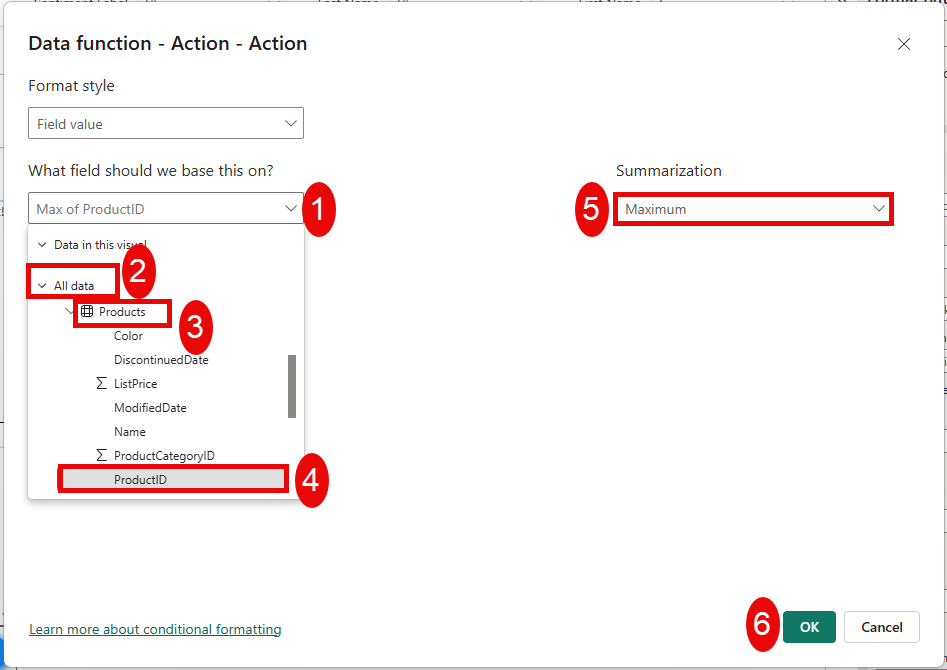 Data function - Action - Action
Format style
Field value
What field should we base this on?
Summarization
Max of ProductID
1
5
Maximum
Data in this visual
2
All data
Products
3
Color
DiscontinuedDate
ListPrice
ModifiedDate
Name
ProductCategoryID
ProductID
4
Learn more about conditional formatting
6
OK
Cancel